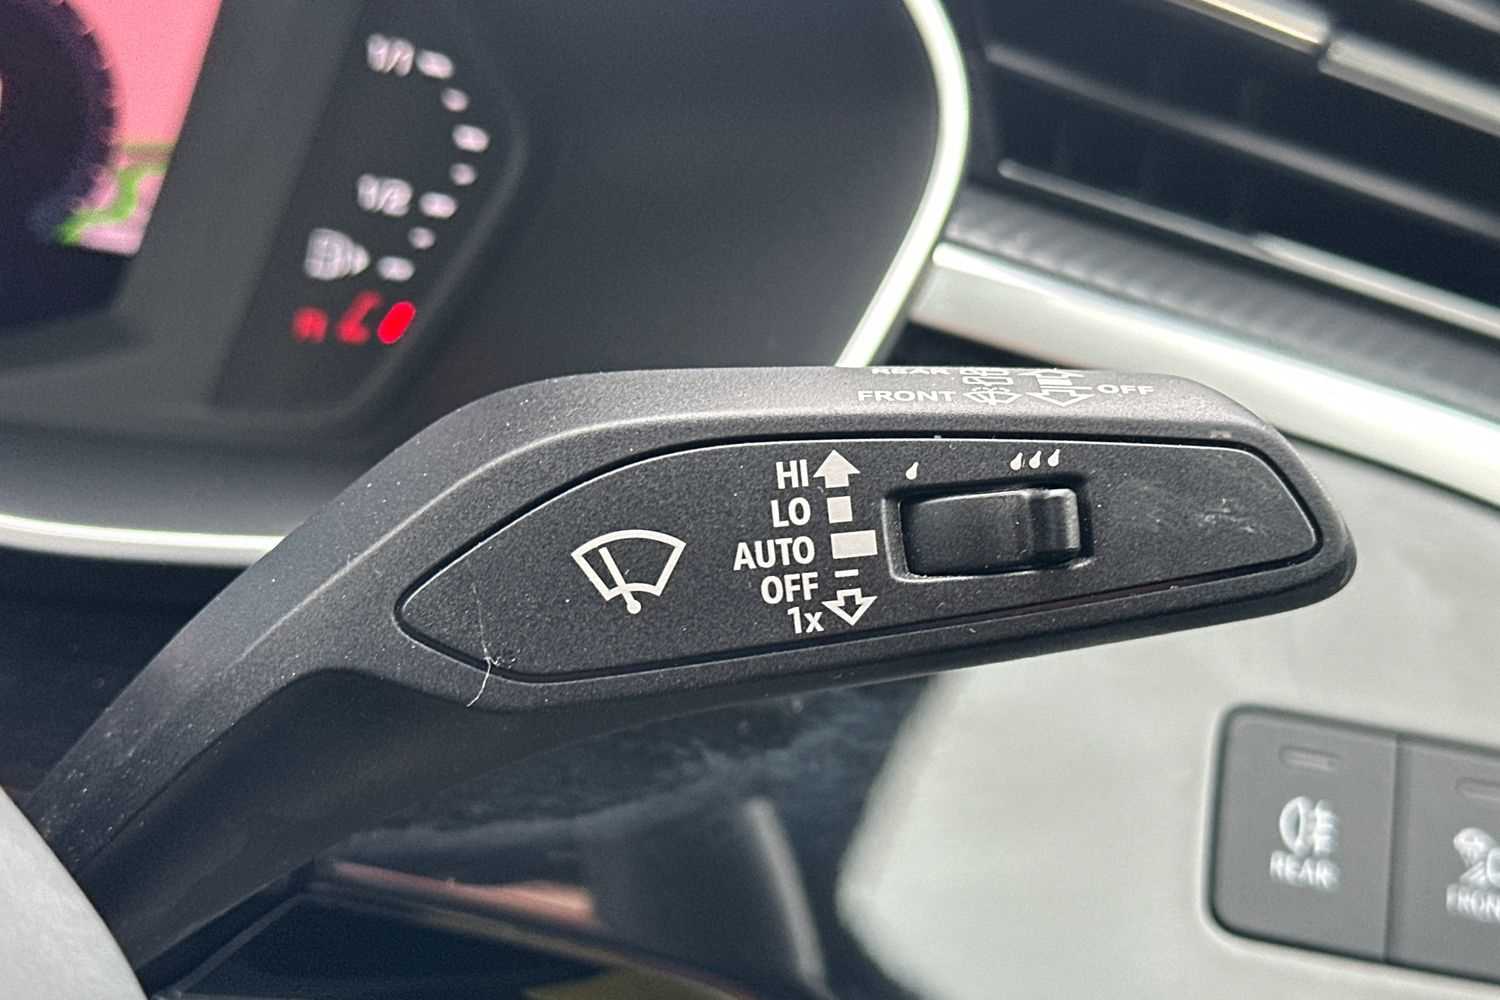 1/1
1/2
REAR
FRONT OFF
HI
LO
AUTO
OFF
1x
REAR